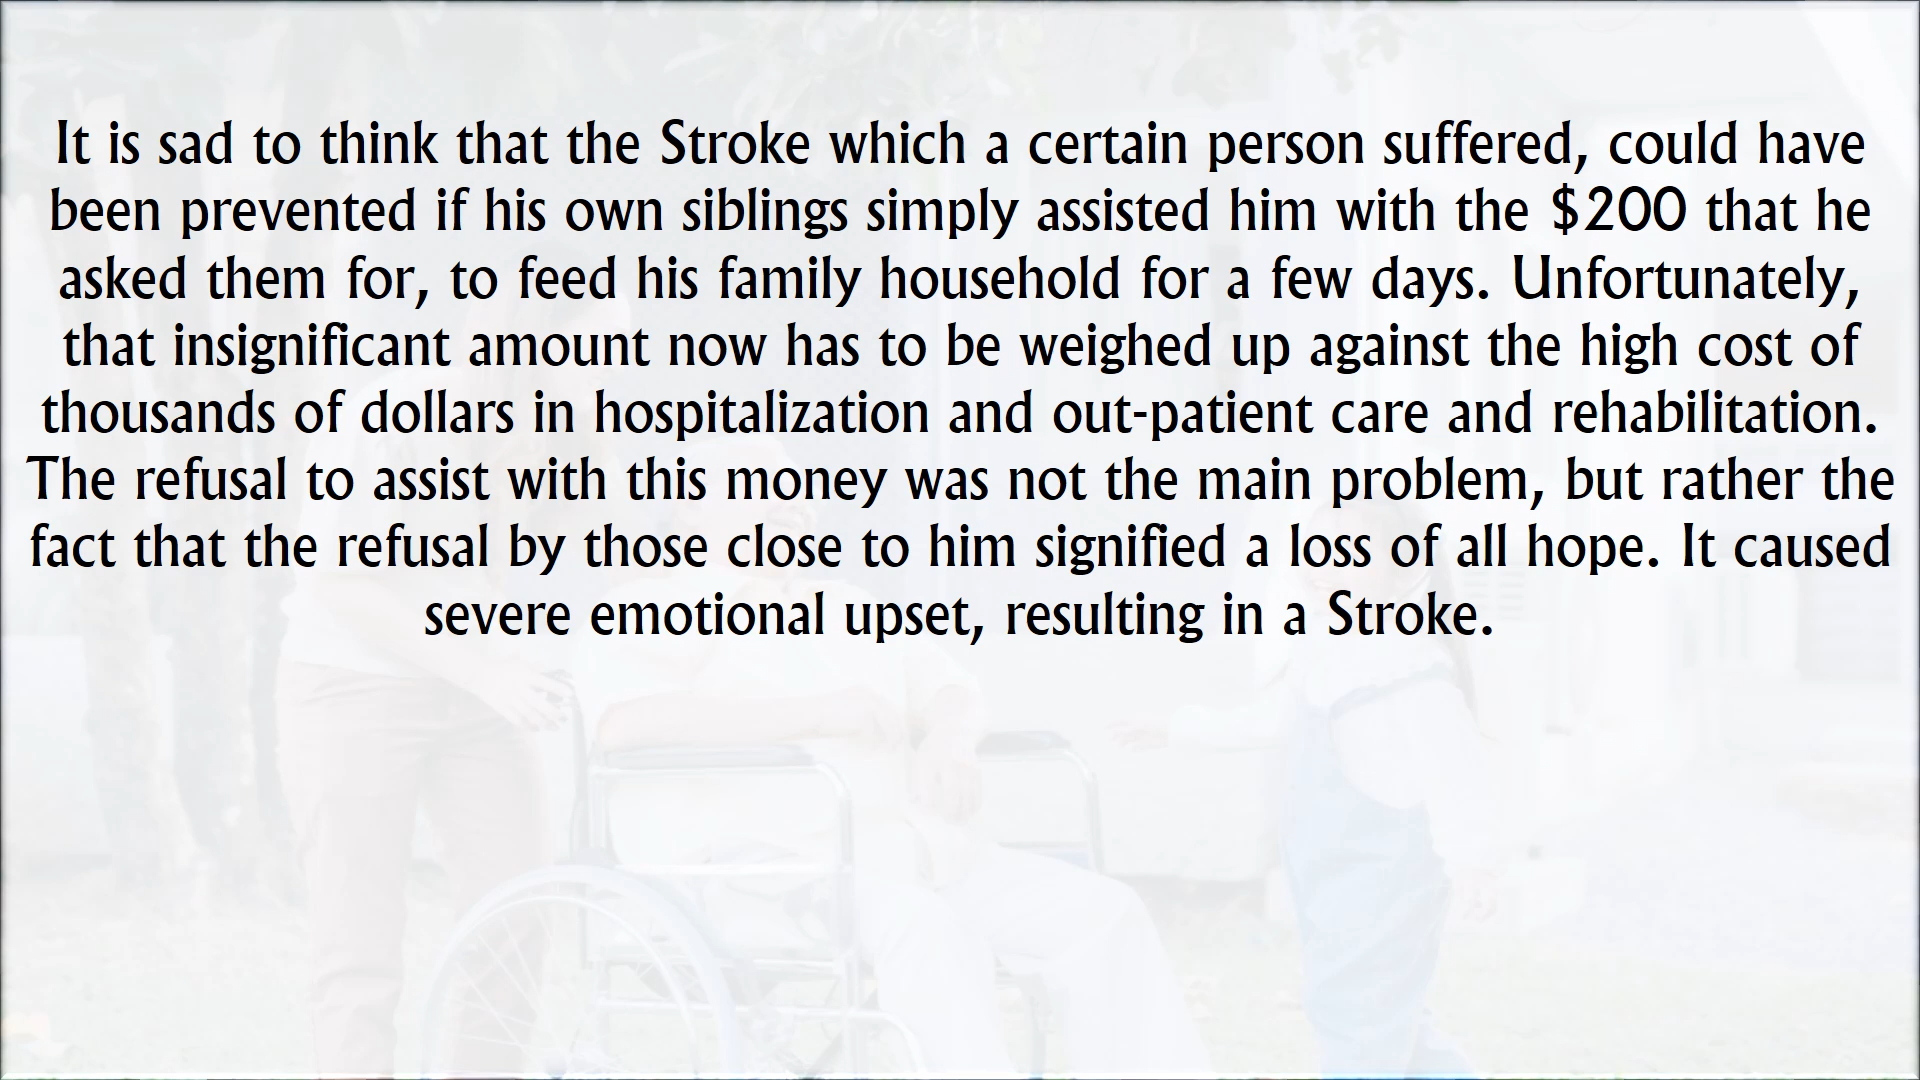 It is sad to think that the Stroke which a certain person suffered, could have
been prevented if his own siblings simply assisted him with the $200 that he
asked them for, to feed his family household for a few days. Unfortunately,
that insignificant amount now has to be weighed up against the high cost of
thousands of dollars in hospitalization and out-patient care and rehabilitation.
The refusal to assist with this money was not the main problem, but rather the
fact that the refusal by those close to him signified a loss of all hope. It caused
severe emotional upset, resulting in a Stroke.